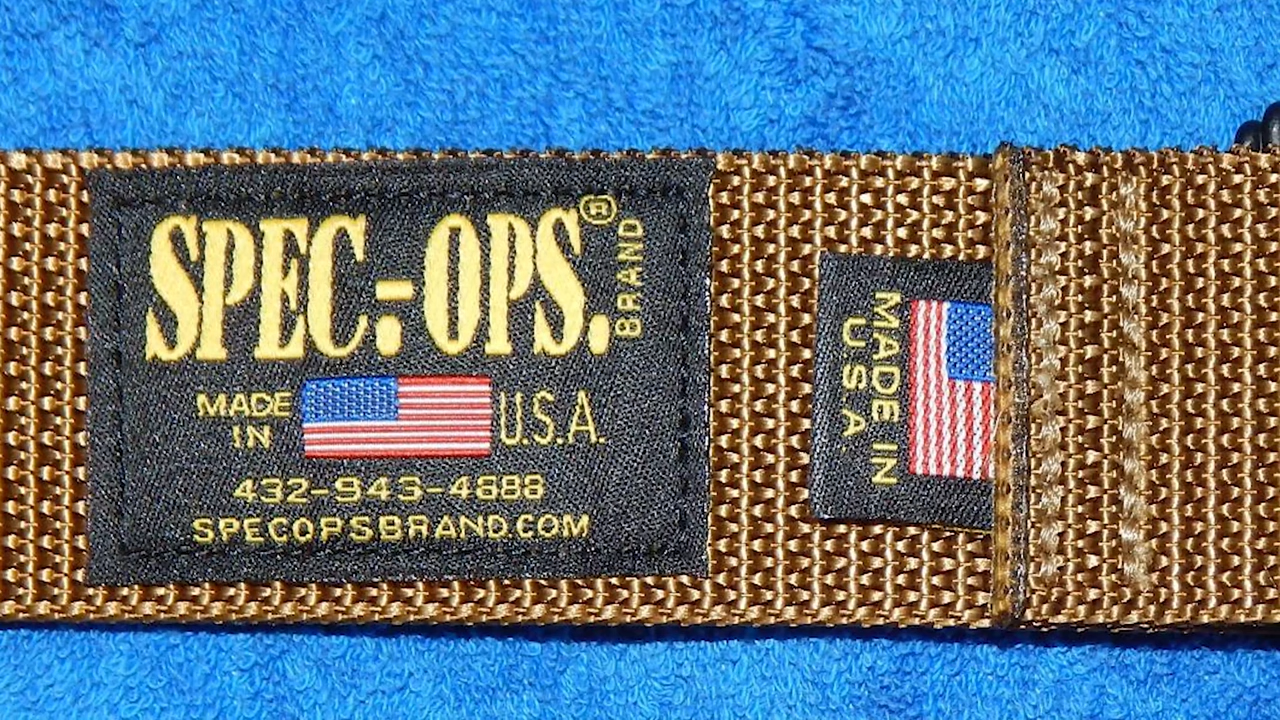 SPEC.-OPS.®
BRAND
MADE IN U.S.A.
432-943-4888
SPECOPSBRAND.COM
MADE IN
U.S.A